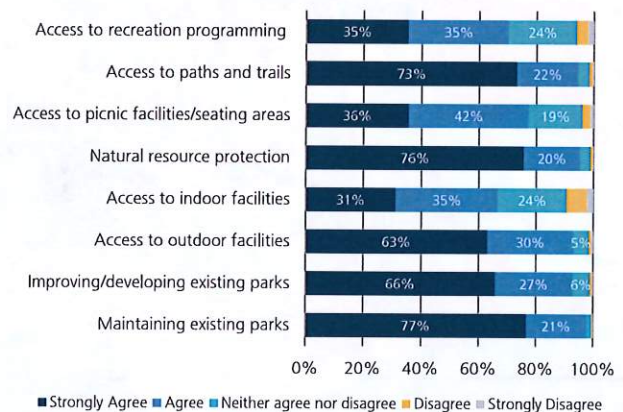 Access to recreation programming 35% 35% 24%
Access to paths and trails 73% 22%
Access to picnic facilities/seating areas 36% 42% 19%
Natural resource protection 76% 20%
Access to indoor facilities 31% 35% 24%
Access to outdoor facilities 63% 30% 5%
Improving/developing existing parks 66% 27% 6%
Maintaining existing parks 77% 21%
0% 20% 40% 60% 80% 100%
Strongly Agree Agree Neither agree nor disagree Disagree Strongly Disagree